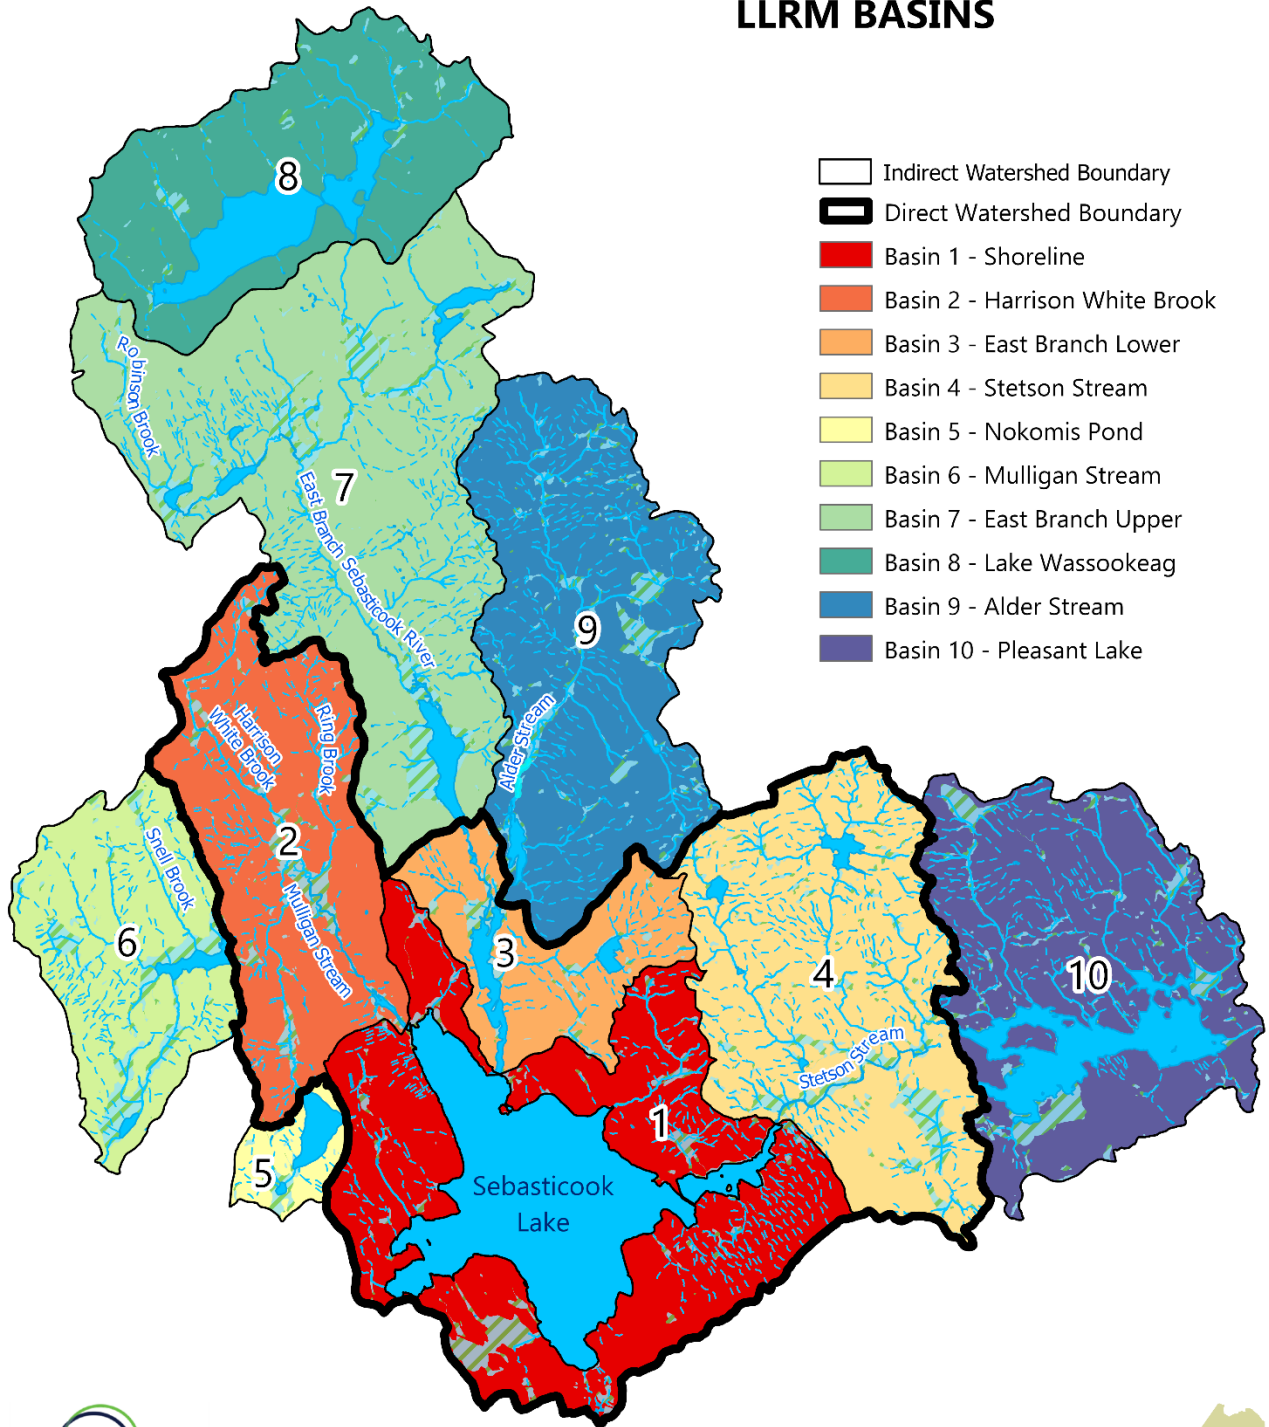 LLRM BASINS
Indirect Watershed Boundary
Direct Watershed Boundary
Basin 1 - Shoreline
Basin 2 - Harrison White Brook
Basin 3 - East Branch Lower
Basin 4 - Stetson Stream
Basin 5 - Nokomis Pond
Basin 6 - Mulligan Stream
Basin 7 - East Branch Upper
Basin 8 - Lake Wassookeag
Basin 9 - Alder Stream
Basin 10 - Pleasant Lake
8
Robinson Brook
7
East Branch Sebasticook River
9
Alder Stream
Harrison
White Brook
Ring Brook
2
Snell Brook
Mulligan Stream
6
3
4
10
Stetson Stream
1
5
Sebasticook
Lake